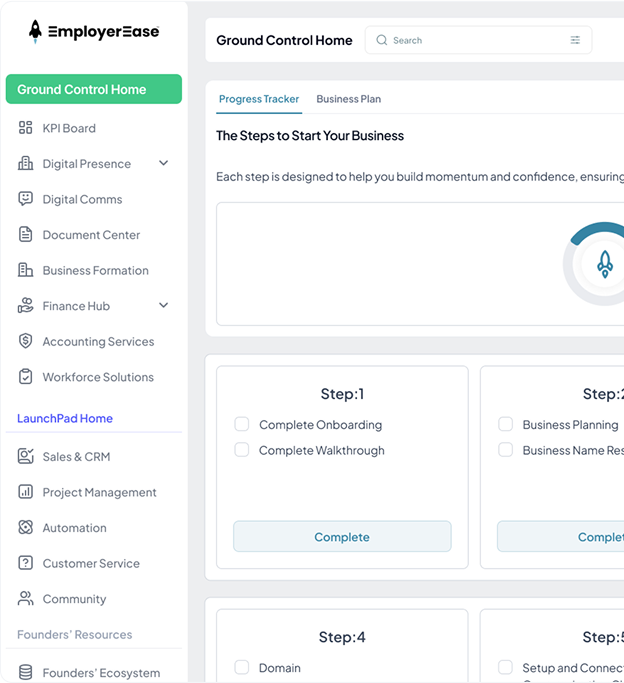 EmployerEase
Ground Control Home
KPI Board
Digital Presence
Digital Comms
Document Center
Business Formation
Finance Hub
Accounting Services
Workforce Solutions
LaunchPad Home
Sales & CRM
Project Management
Automation
Customer Service
Community
Founders' Resources
Founders' Ecosystem
Ground Control Home
Search
Progress Tracker
Business Plan
The Steps to Start Your Business
Each step is designed to help you build momentum and confidence, ensuring
Step:1
Complete Onboarding
Complete Walkthrough
Complete
Step:2
Business Planning
Business Name Res
Complet
Step:4
Domain
Step:5
Setup and Connect